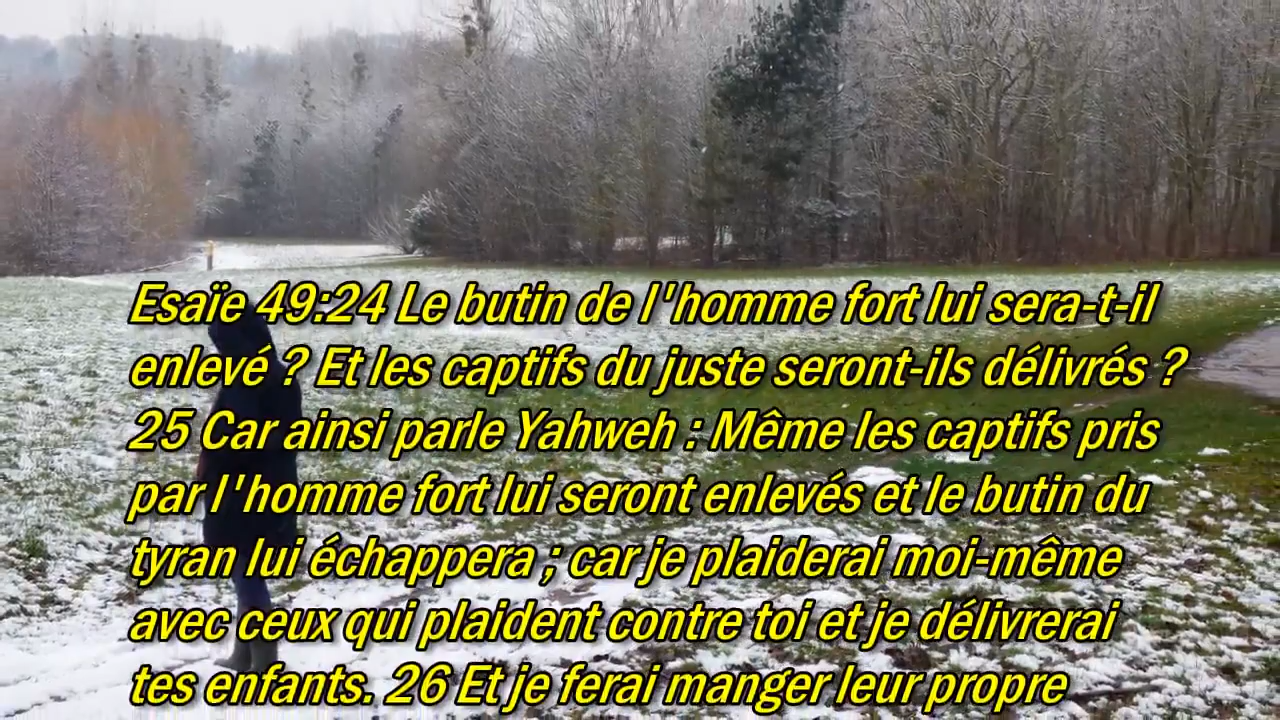 Esaïe 49:24 Le butin de l'homme fort lui sera-t-il
enlevé ? Et les captifs du juste seront-ils délivrés ?
25 Car ainsi parle Yahweh : Même les captifs pris
par l'homme fort lui seront enlevés et le butin du
tyran lui échappera ; car je plaiderai moi-même
avec ceux qui plaident contre toi et je délivrerai
tes enfants. 26 Et je ferai manger leur propre